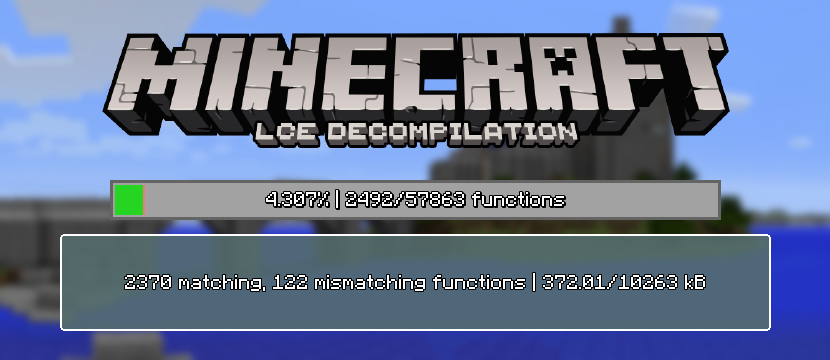 MINECRAFT
LCE DECOMPILATION
4.307% | 2492/57863 functions
2370 matching, 122 mismatching functions | 372.01/10263 kB